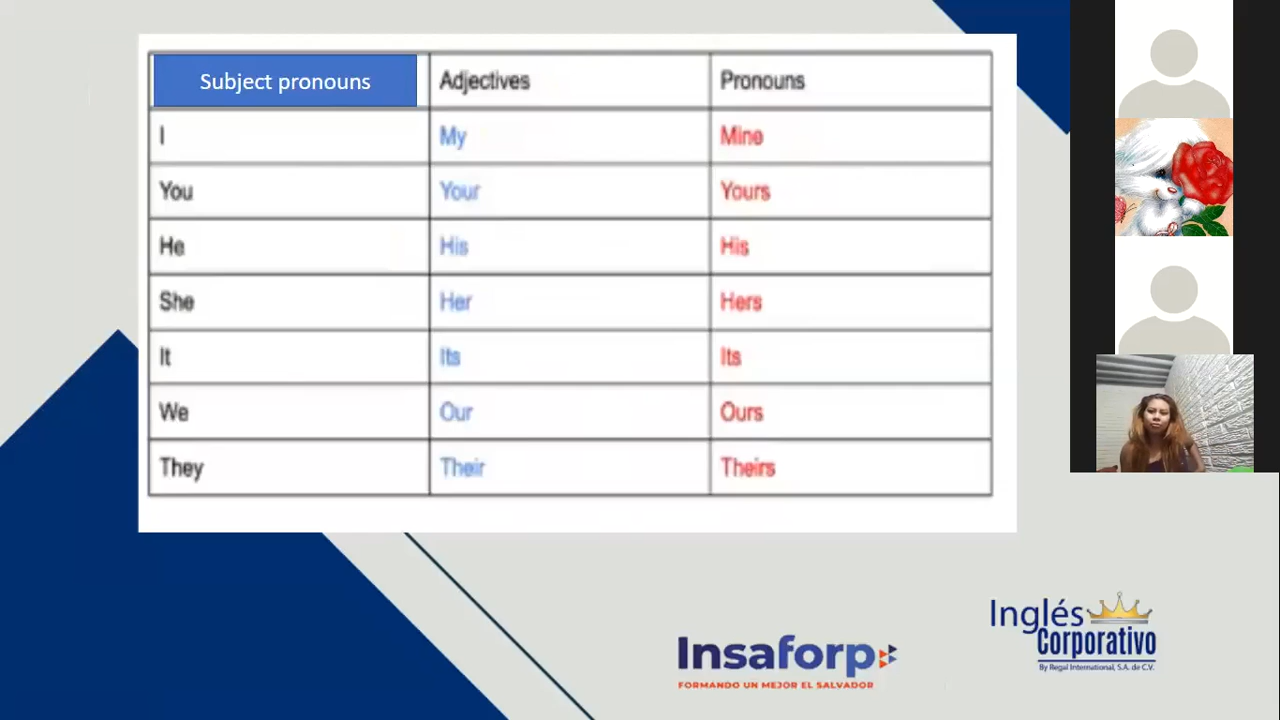 Subject pronouns Adjectives Pronouns
I My Mine
You Your Yours
He His His
She Her Hers
It Its Its
We Our Ours
They Their Theirs
Insaforp
FORMANDO UN MEJOR EL SALVADOR
Inglés
Corporativo
By Regal International, S.A. de C.V.